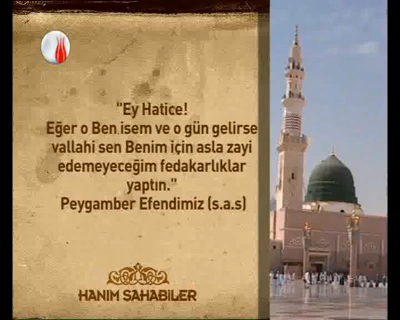 "Ey Hatice!
Eğer o Ben isem ve o gün gelirse
vallahi sen Benim için asla zayi
edemeyeceğim fedakarlıklar
yaptın."
Peygamber Efendimiz (s.a.s)
HANIM SAHABİLER